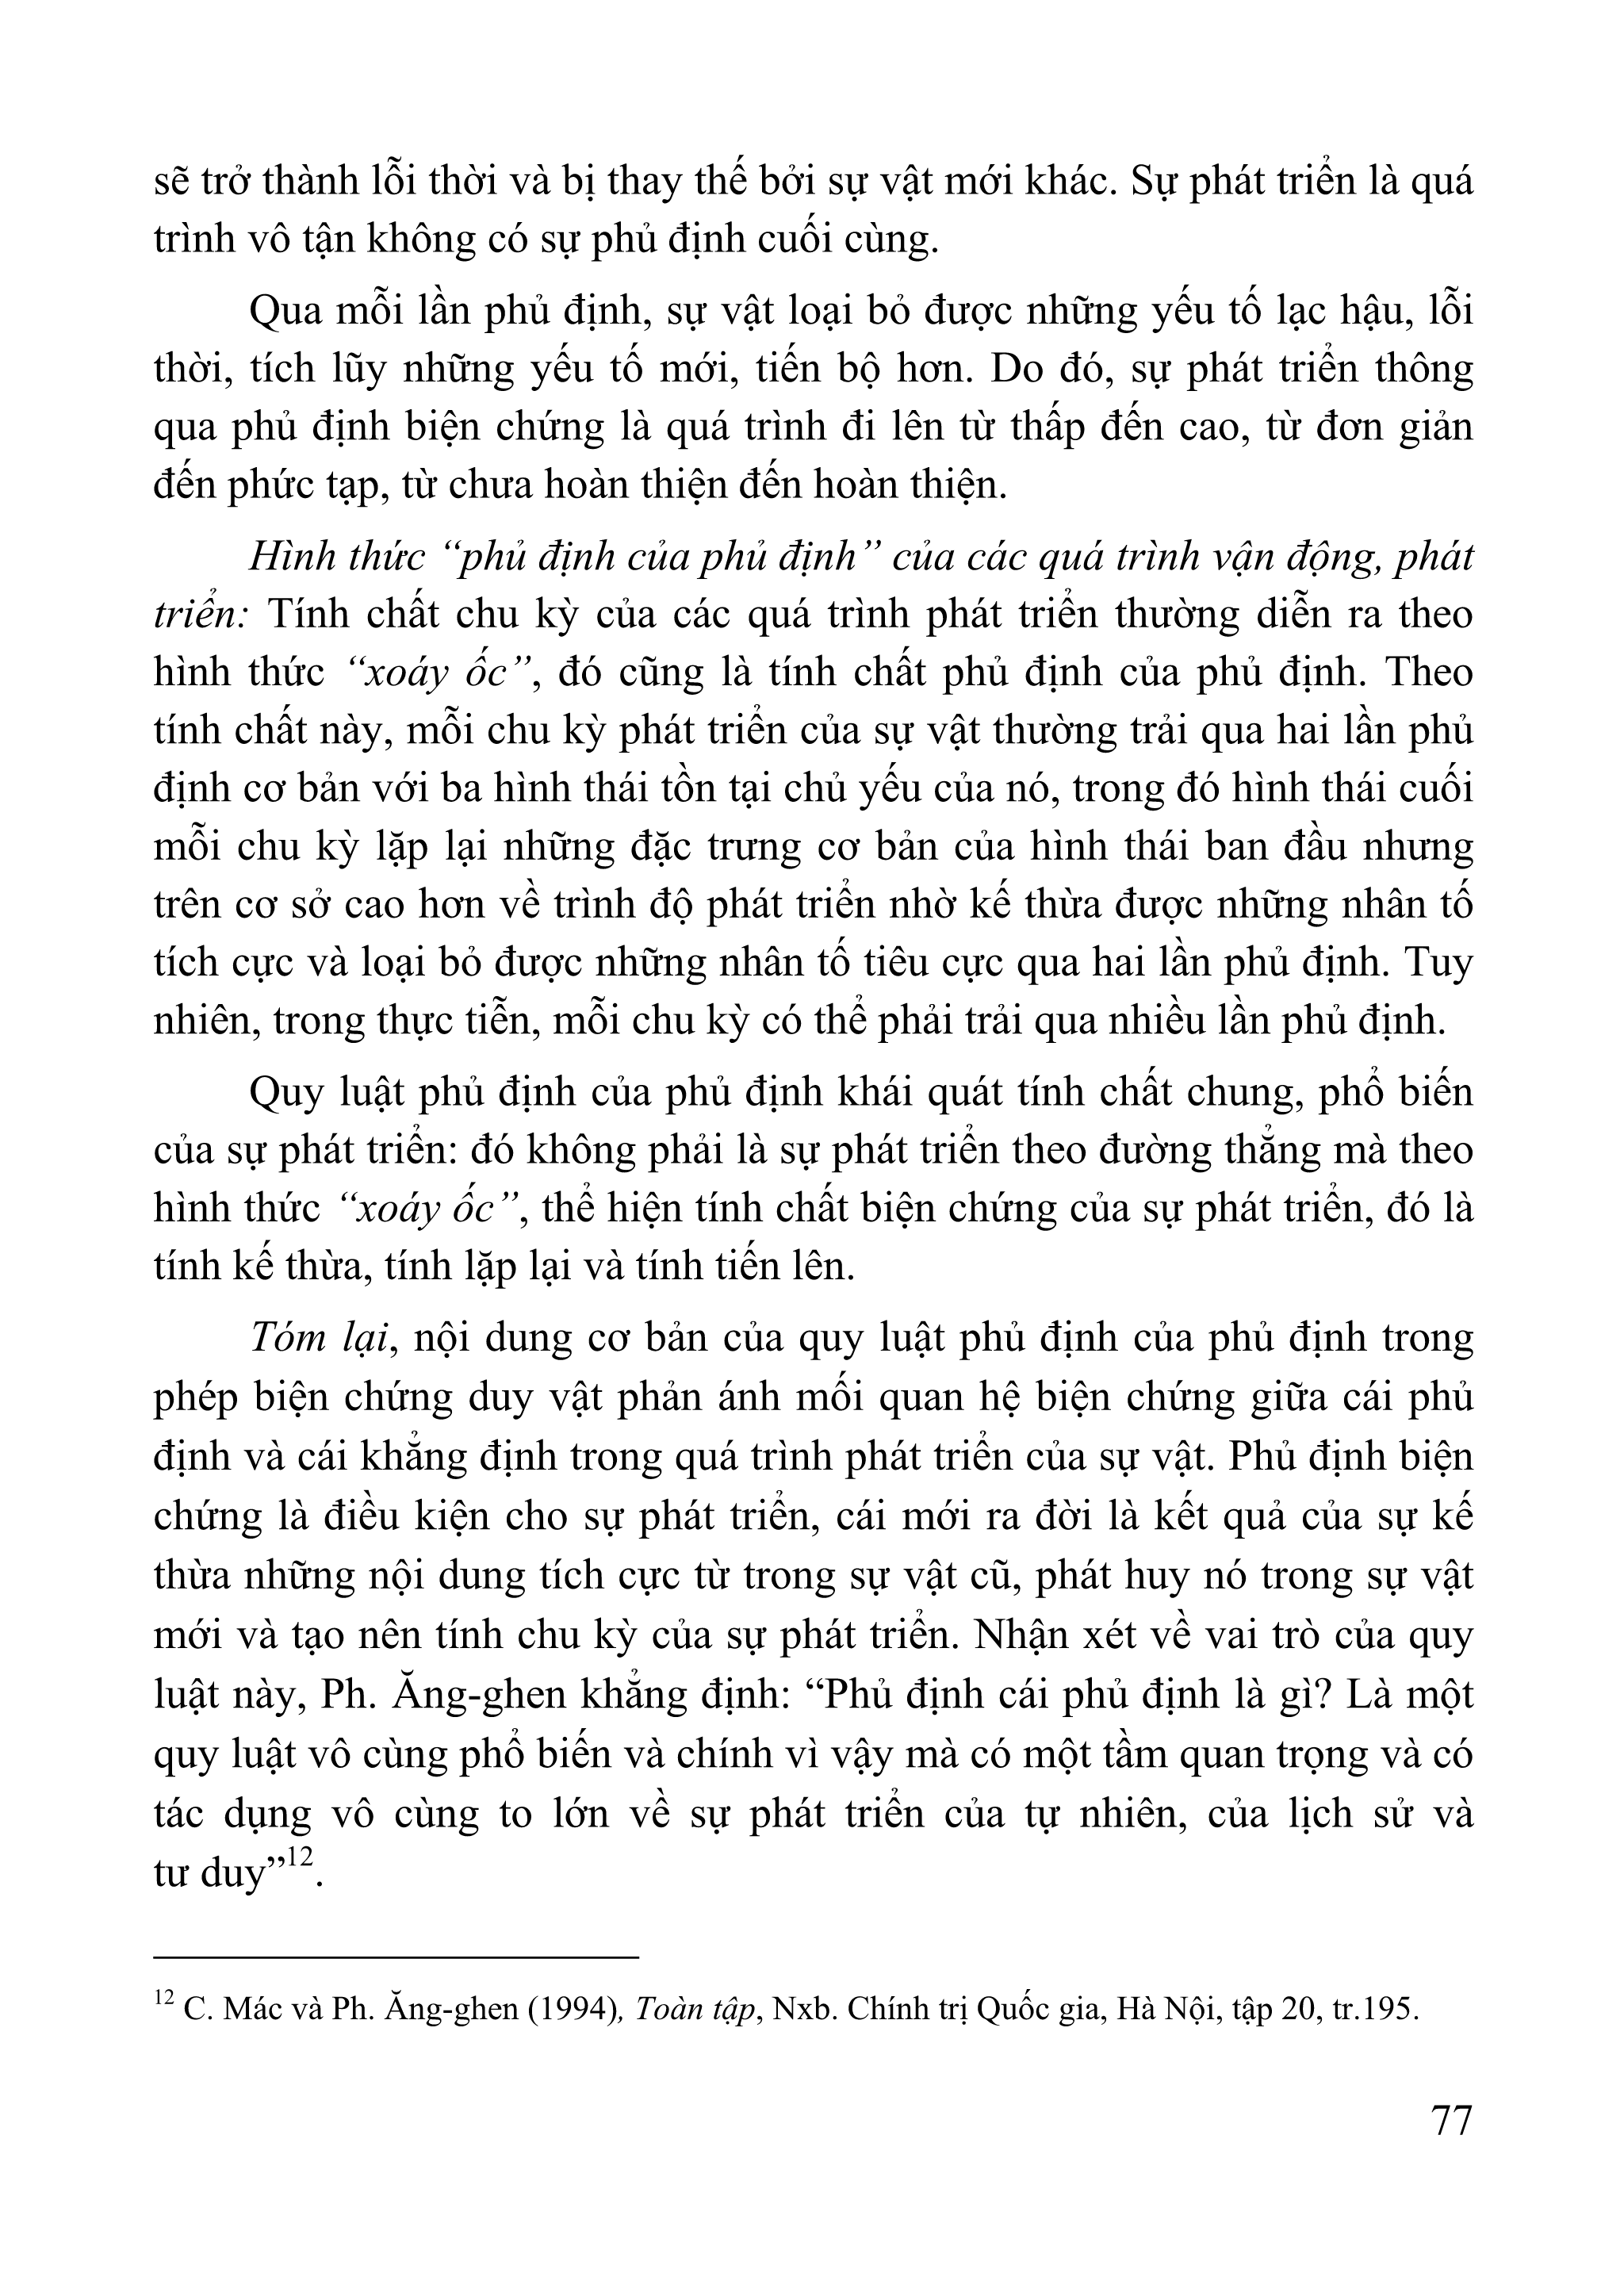 sẽ trở thành lỗi thời và bị thay thế bởi sự vật mới khác. Sự phát triển là quá
trình vô tận không có sự phủ định cuối cùng.
Qua mỗi lần phủ định, sự vật loại bỏ được những yếu tố lạc hậu, lỗi
thời, tích lũy những yếu tố mới, tiến bộ hơn. Do đó, sự phát triển thông
qua phủ định biện chứng là quá trình đi lên từ thấp đến cao, từ đơn giản
đến phức tạp, từ chưa hoàn thiện đến hoàn thiện.
Hình thức “phủ định của phủ định” của các quá trình vận động, phát
triển: Tính chất chu kỳ của các quá trình phát triển thường diễn ra theo
hình thức “xoáy ốc”, đó cũng là tính chất phủ định của phủ định. Theo
tính chất này, mỗi chu kỳ phát triển của sự vật thường trải qua hai lần phủ
định cơ bản với ba hình thái tồn tại chủ yếu của nó, trong đó hình thái cuối
mỗi chu kỳ lặp lại những đặc trưng cơ bản của hình thái ban đầu nhưng
trên cơ sở cao hơn về trình độ phát triển nhờ kế thừa được những nhân tố
tích cực và loại bỏ được những nhân tố tiêu cực qua hai lần phủ định. Tuy
nhiên, trong thực tiễn, mỗi chu kỳ có thể phải trải qua nhiều lần phủ định.
Quy luật phủ định của phủ định khái quát tính chất chung, phổ biến
của sự phát triển: đó không phải là sự phát triển theo đường thẳng mà theo
hình thức “xoáy ốc”, thể hiện tính chất biện chứng của sự phát triển, đó là
tính kế thừa, tính lặp lại và tính tiến lên.
Tóm lại, nội dung cơ bản của quy luật phủ định của phủ định trong
phép biện chứng duy vật phản ánh mối quan hệ biện chứng giữa cái phủ
định và cái khẳng định trong quá trình phát triển của sự vật. Phủ định biện
chứng là điều kiện cho sự phát triển, cái mới ra đời là kết quả của sự kế
thừa những nội dung tích cực từ trong sự vật cũ, phát huy nó trong sự vật
mới và tạo nên tính chu kỳ của sự phát triển. Nhận xét về vai trò của quy
luật này, Ph. Ăng-ghen khẳng định: “Phủ định cái phủ định là gì? Là một
quy luật vô cùng phổ biến và chính vì vậy mà có một tầm quan trọng và có
tác dụng vô cùng to lớn về sự phát triển của tự nhiên, của lịch sử và
tư duy”12.
12 C. Mác và Ph. Ăng-ghen (1994), Toàn tập, Nxb. Chính trị Quốc gia, Hà Nội, tập 20, tr.195.
77